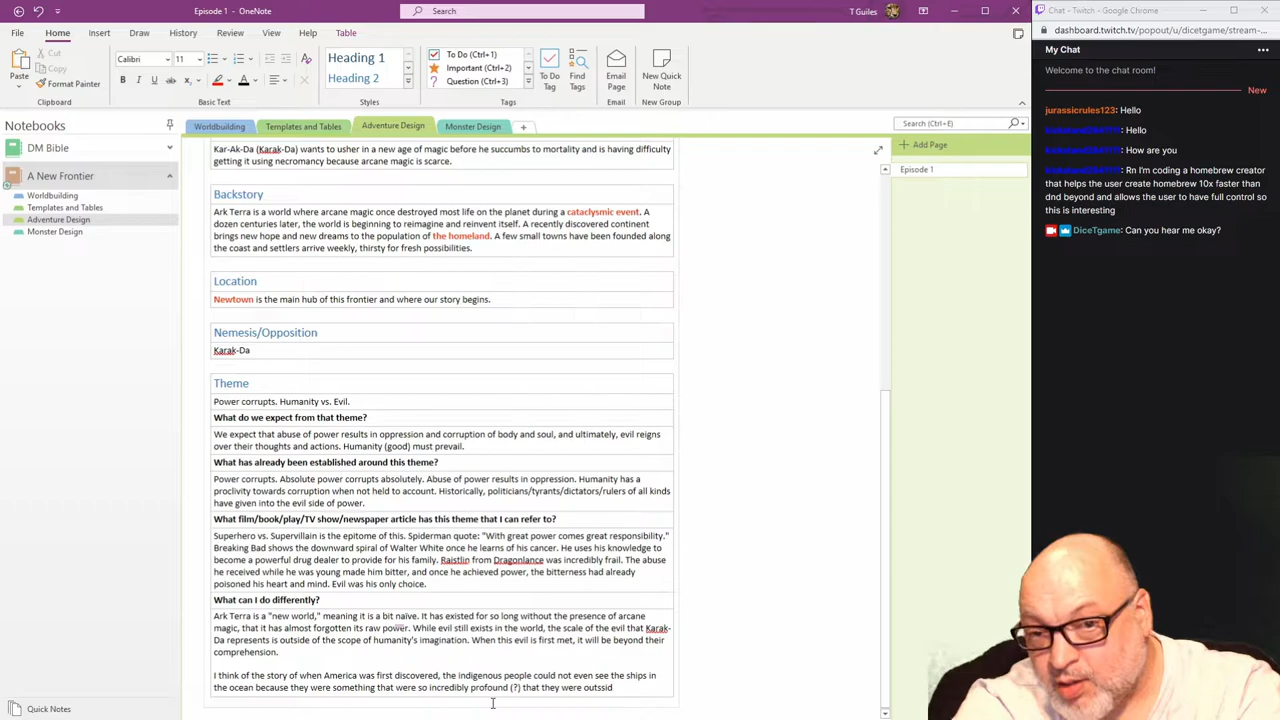 Episode 1 - OneNote
Search
T Guiles
Chat - Twitch - Google Chrome
dashboard.twitch.tv/popout/u/dicetgame/stream-
File Home Insert Draw History Review View Help Table
My Chat
Cut
Copy
Format Painter
Paste
Calibri 11
Heading 1
Heading 2
To Do (Ctrl+1)
Important (Ctrl+2)
Question (Ctrl+3)
To Do
Tag
Find
Tags
Email
Page
New Quick
Note
Clipboard
Basic Text
Styles
Tags
Email
New Group
Welcome to the chat room!
New
jurassicrules123: Hello
Hello
How are you
Rn I'm coding a homebrew creator
that helps the user create homebrew 10x faster than
dnd beyond and allows the user to have full control so
this is interesting
DiceTgame: Can you hear me okay?
Notebooks
DM Bible
A New Frontier
Worldbuilding
Templates and Tables
Adventure Design
Monster Design
Quick Notes
Worldbuilding
Templates and Tables
Adventure Design
Monster Design
Search (Ctrl+E)
Add Page
Episode 1
Kar-Ak-Da (Karak-Da) wants to usher in a new age of magic before he succumbs to mortality and is having difficulty
getting it using necromancy because arcane magic is scarce.
Backstory
Ark Terra is a world where arcane magic once destroyed most life on the planet during a cataclysmic event. A
dozen centuries later, the world is beginning to reimagine and reinvent itself. A recently discovered continent
brings new hope and new dreams to the population of the homeland. A few small towns have been founded along
the coast and settlers arrive weekly, thirsty for fresh possibilities.
Location
Newtown is the main hub of this frontier and where our story begins.
Nemesis/Opposition
Karak-Da
Theme
Power corrupts. Humanity vs. Evil.
What do we expect from that theme?
We expect that abuse of power results in oppression and corruption of body and soul, and ultimately, evil reigns
over their thoughts and actions. Humanity (good) must prevail.
What has already been established around this theme?
Power corrupts. Absolute power corrupts absolutely. Abuse of power results in oppression. Humanity has a
proclivity towards corruption when not held to account. Historically, politicians/tyrants/dictators/rulers of all kinds
have given into the evil side of power.
What film/book/play/TV show/newspaper article has this theme that I can refer to?
Superhero vs. Supervillain is the epitome of this. Spiderman quote: "With great power comes great responsibility."
Breaking Bad shows the downward spiral of Walter White once he learns of his cancer. He uses his knowledge to
become a powerful drug dealer to provide for his family. Raistlin from Dragonlance was incredibly frail. The abuse
he received while he was young made him bitter, and once he achieved power, the bitterness had already
poisoned his heart and mind. Evil was his only choice.
What can I do differently?
Ark Terra is a "new world," meaning it is a bit naïve. It has existed for so long without the presence of arcane
magic, that it has almost forgotten its raw power. While evil still exists in the world, the scale of the evil that Karak-
Da represents is outside of the scope of humanity's imagination. When this evil is first met, it will be beyond their
comprehension.
I think of the story of when America was first discovered, the indigenous people could not even see the ships in
the ocean because they were something that were so incredibly profound (?) that they were outssid